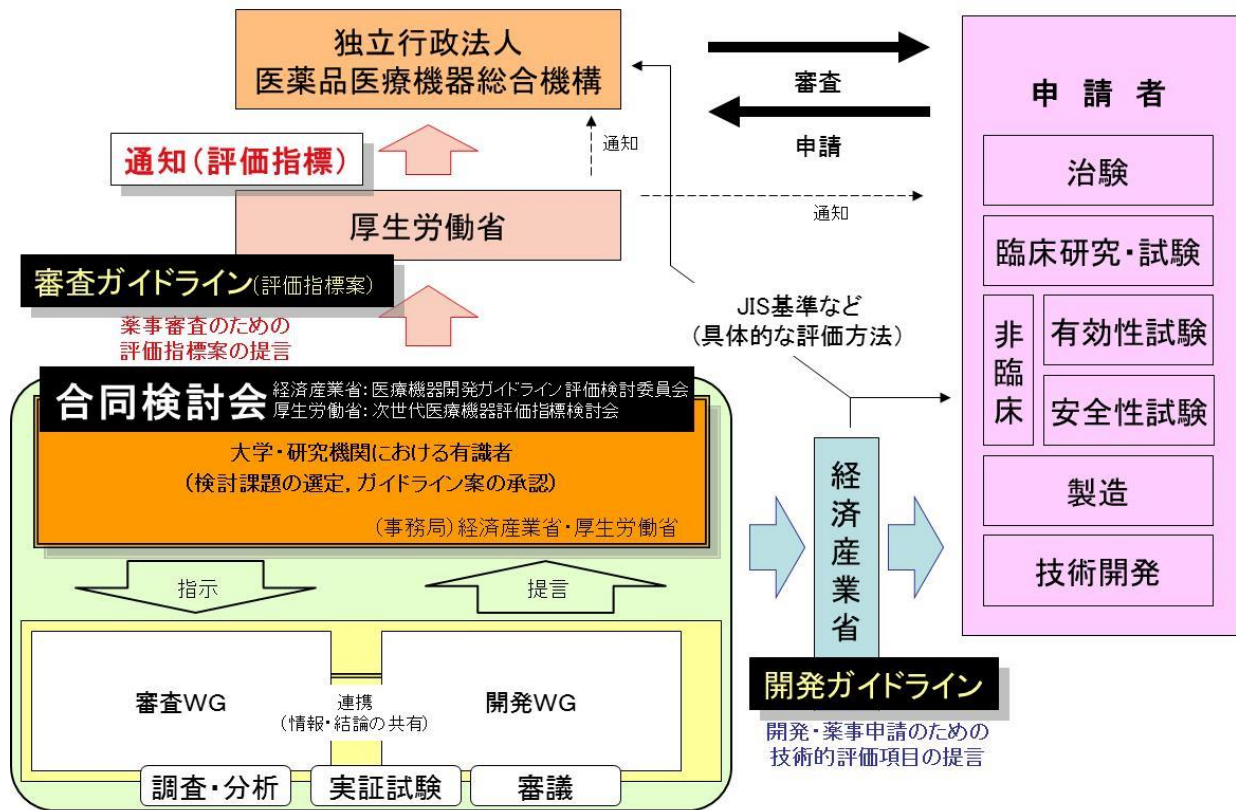 独立行政法人
医薬品医療機器総合機構
審査
申請
通知(評価指標)
通知
厚生労働省
通知
審査ガイドライン(評価指標案)
薬事審査のための
評価指標案の提言
JIS基準など
(具体的な評価方法)
合同検討会
経済産業省:医療機器開発ガイドライン評価検討委員会
厚生労働省:次世代医療機器評価指標検討会
大学・研究機関における有識者
(検討課題の選定,ガイドライン案の承認)
(事務局)経済産業省・厚生労働省
指示
提言
審査WG
連携
(情報・結論の共有)
開発WG
調査・分析
実証試験
審議
経済産業省
開発ガイドライン
開発・薬事申請のための
技術的評価項目の提言
申請者
治験
臨床研究・試験
非臨床
有効性試験
安全性試験
製造
技術開発